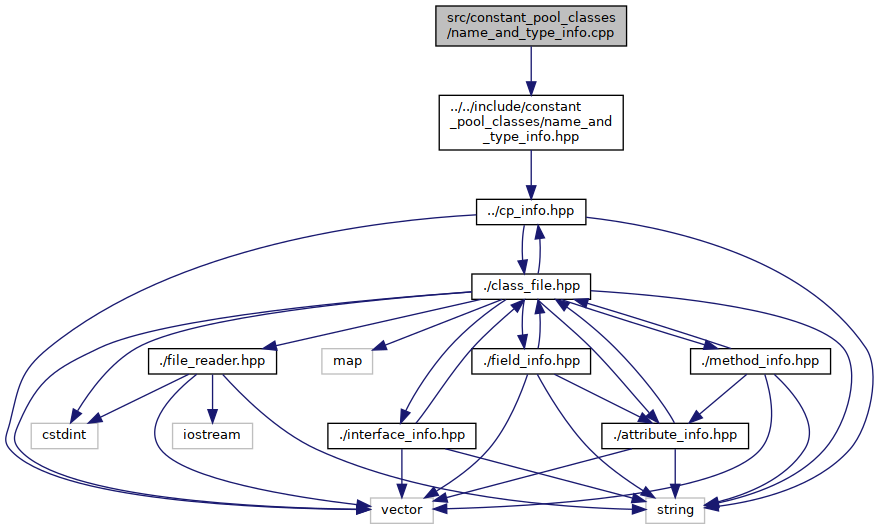 src/constant_pool_classes
/name_and_type_info.cpp
../../include/constant
_pool_classes/name_and
_type_info.hpp
../cp_info.hpp
./class_file.hpp
./file_reader.hpp
map
./field_info.hpp
./method_info.hpp
cstdint
iostream
./interface_info.hpp
./attribute_info.hpp
vector
string